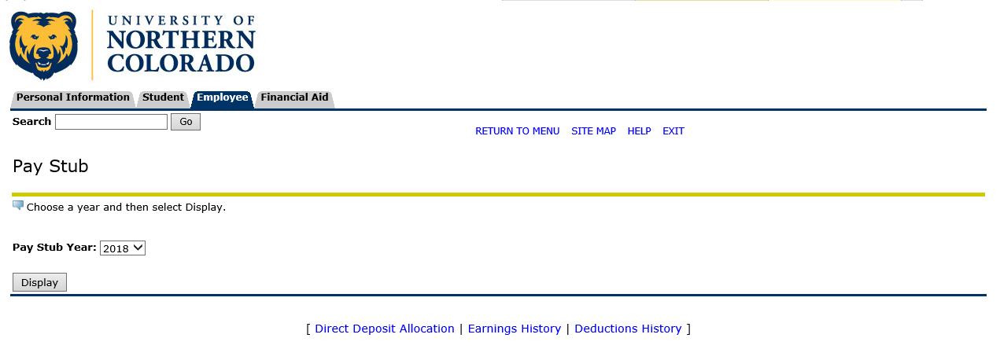 UNIVERSITY OF
NORTHERN
COLORADO
Personal Information Student Employee Financial Aid
Search Go
RETURN TO MENU SITE MAP HELP EXIT
Pay Stub
Choose a year and then select Display.
Pay Stub Year: 2018
Display
[ Direct Deposit Allocation | Earnings History | Deductions History ]